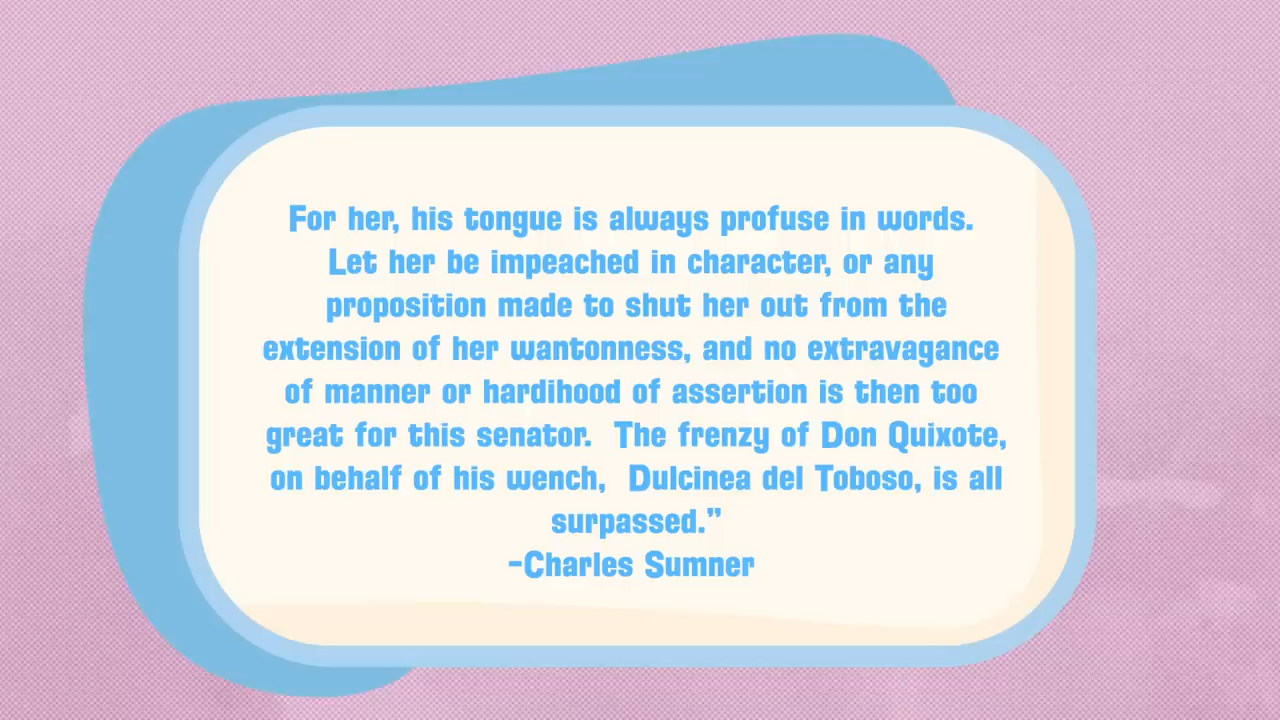 For her, his tongue is always profuse in words.
Let her be impeached in character, or any
proposition made to shut her out from the
extension of her wantonness, and no extravagance
of manner or hardihood of assertion is then too
great for this senator.  The frenzy of Don Quixote,
on behalf of his wench,  Dulcinea del Toboso, is all
surpassed.”
-Charles Sumner